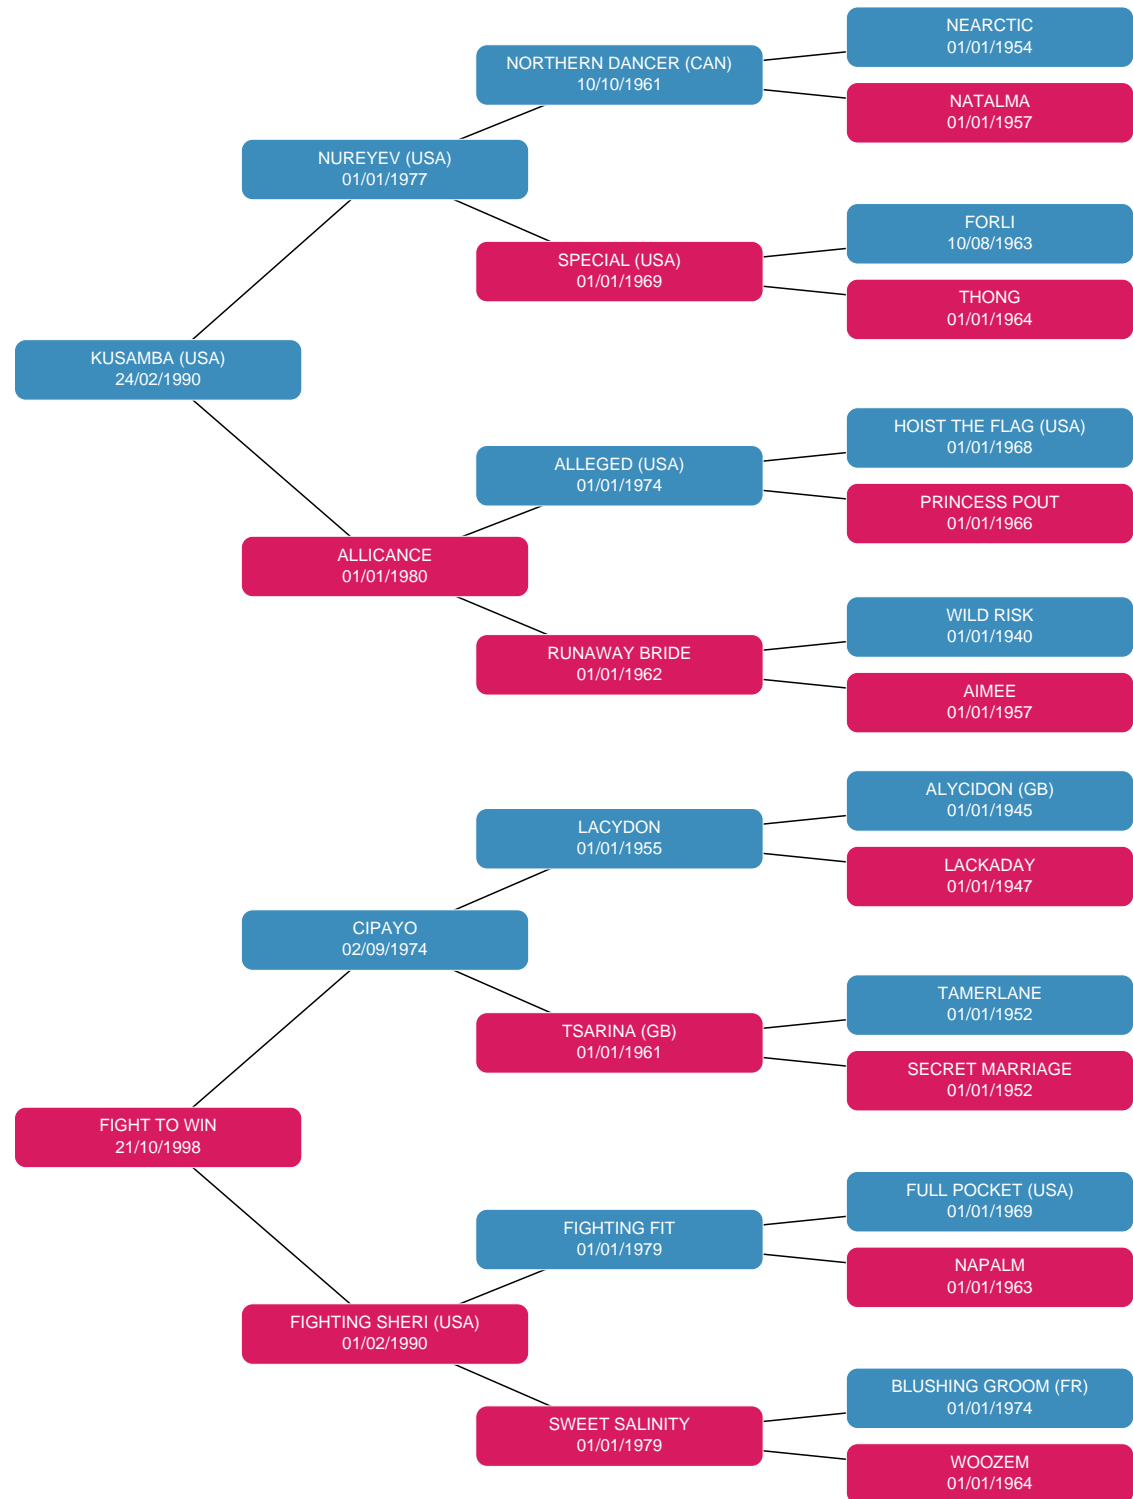 NEARCTIC
01/01/1954
NORTHERN DANCER (CAN)
10/10/1961
NATALMA
01/01/1957
NUREYEV (USA)
01/01/1977
FORLI
10/08/1963
SPECIAL (USA)
01/01/1969
THONG
01/01/1964
KUSAMBA (USA)
24/02/1990
HOIST THE FLAG (USA)
01/01/1968
ALLEGED (USA)
01/01/1974
PRINCESS POUT
01/01/1966
ALLICANCE
01/01/1980
WILD RISK
01/01/1940
RUNAWAY BRIDE
01/01/1962
AIMEE
01/01/1957
ALYCIDON (GB)
01/01/1945
LACYDON
01/01/1955
LACKADAY
01/01/1947
CIPAYO
02/09/1974
TAMERLANE
01/01/1952
TSARINA (GB)
01/01/1961
SECRET MARRIAGE
01/01/1952
FIGHT TO WIN
21/10/1998
FULL POCKET (USA)
01/01/1969
FIGHTING FIT
01/01/1979
NAPALM
01/01/1963
FIGHTING SHERI (USA)
01/02/1990
BLUSHING GROOM (FR)
01/01/1974
SWEET SALINITY
01/01/1979
WOOZEM
01/01/1964